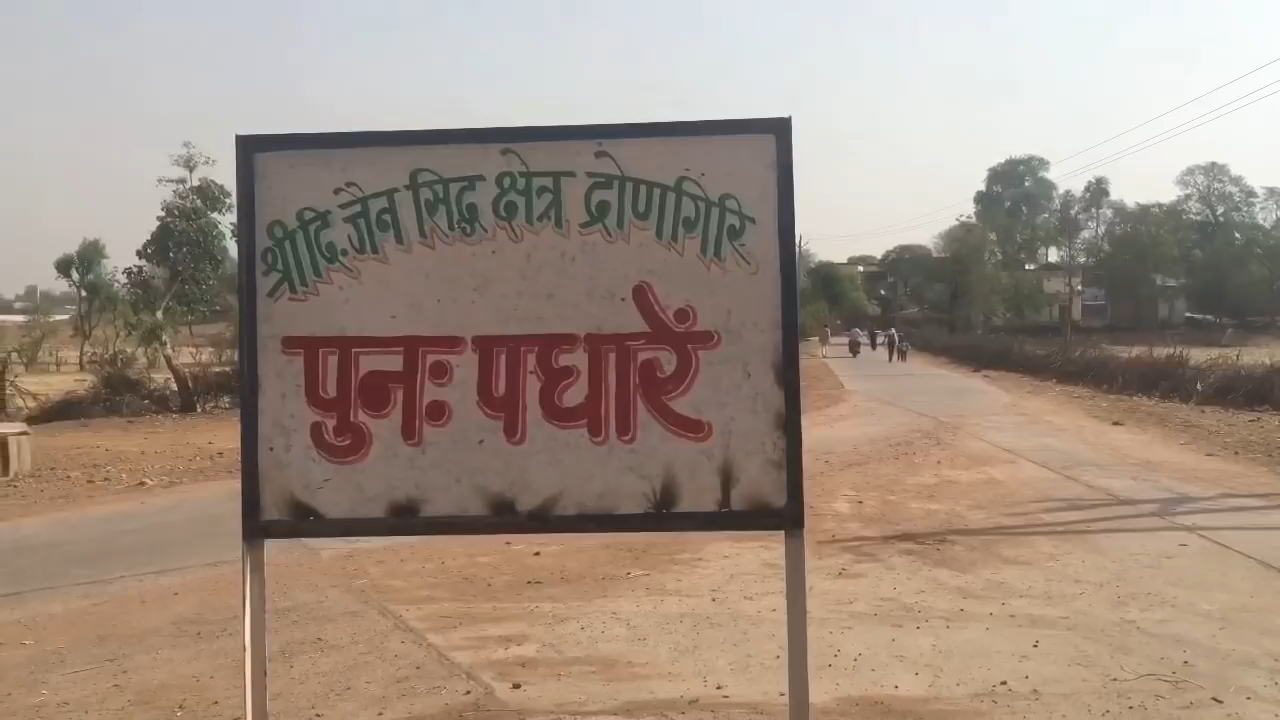 श्री दि. जैन सिद्ध क्षेत्र द्रोणगिरि
पुनः पधारें